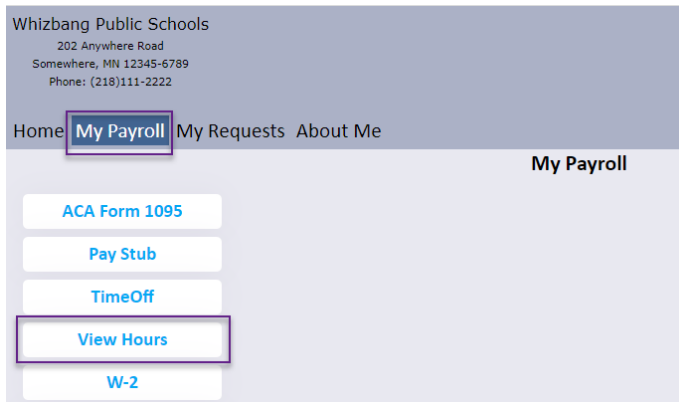 Whizbang Public Schools
202 Anywhere Road
Somewhere, MN 12345-6789
Phone: (218)111-2222
Home My Payroll My Requests About Me
My Payroll
ACA Form 1095
Pay Stub
TimeOff
View Hours
W-2